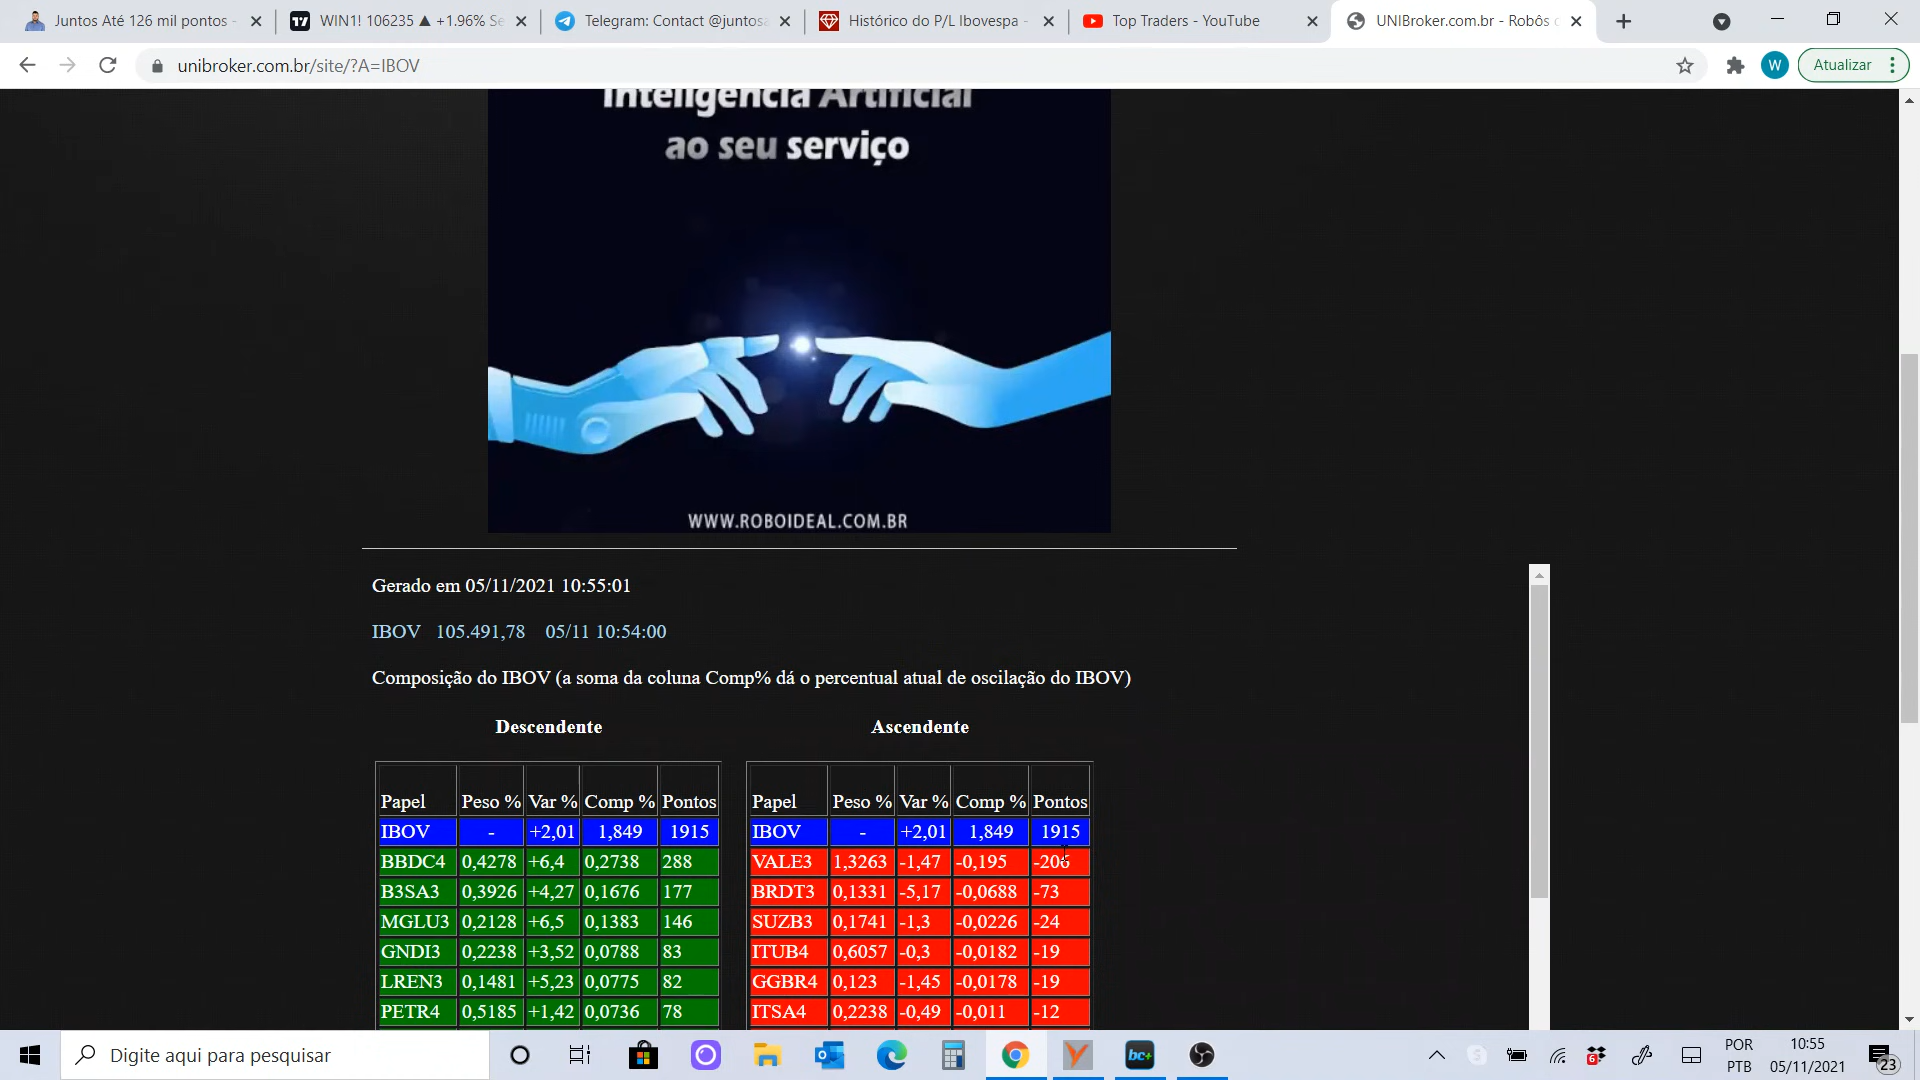 Juntos Até 126 mil pontos -
WIN1! 106235 ▲ +1.96% Se
Telegram: Contact @juntosa
Histórico do P/L Ibovespa -
Top Traders - YouTube
UNIBroker.com.br - Robôs d
unibroker.com.br/site/?A=IBOV
W
Atualizar
Inteligência Artificial
ao seu serviço
WWW.ROBOIDEAL.COM.BR
Gerado em 05/11/2021 10:55:01
IBOV 105.491,78 05/11 10:54:00
Composição do IBOV (a soma da coluna Comp% dá o percentual atual de oscilação do IBOV)
Descendente
Papel Peso % Var % Comp % Pontos
IBOV - +2,01 1,849 1915
BBDC4 0,4278 +6,4 0,2738 288
B3SA3 0,3926 +4,27 0,1676 177
MGLU3 0,2128 +6,5 0,1383 146
GNDI3 0,2238 +3,52 0,0788 83
LREN3 0,1481 +5,23 0,0775 82
PETR4 0,5185 +1,42 0,0736 78
Ascendente
Papel Peso % Var % Comp % Pontos
IBOV - +2,01 1,849 1915
VALE3 1,3263 -1,47 -0,195 -206
BRDT3 0,1331 -5,17 -0,0688 -73
SUZB3 0,1741 -1,3 -0,0226 -24
ITUB4 0,6057 -0,3 -0,0182 -19
GGBR4 0,123 -1,45 -0,0178 -19
ITSA4 0,2238 -0,49 -0,011 -12
Digite aqui para pesquisar
bc+
6
POR
PTB
10:55
05/11/2021
23